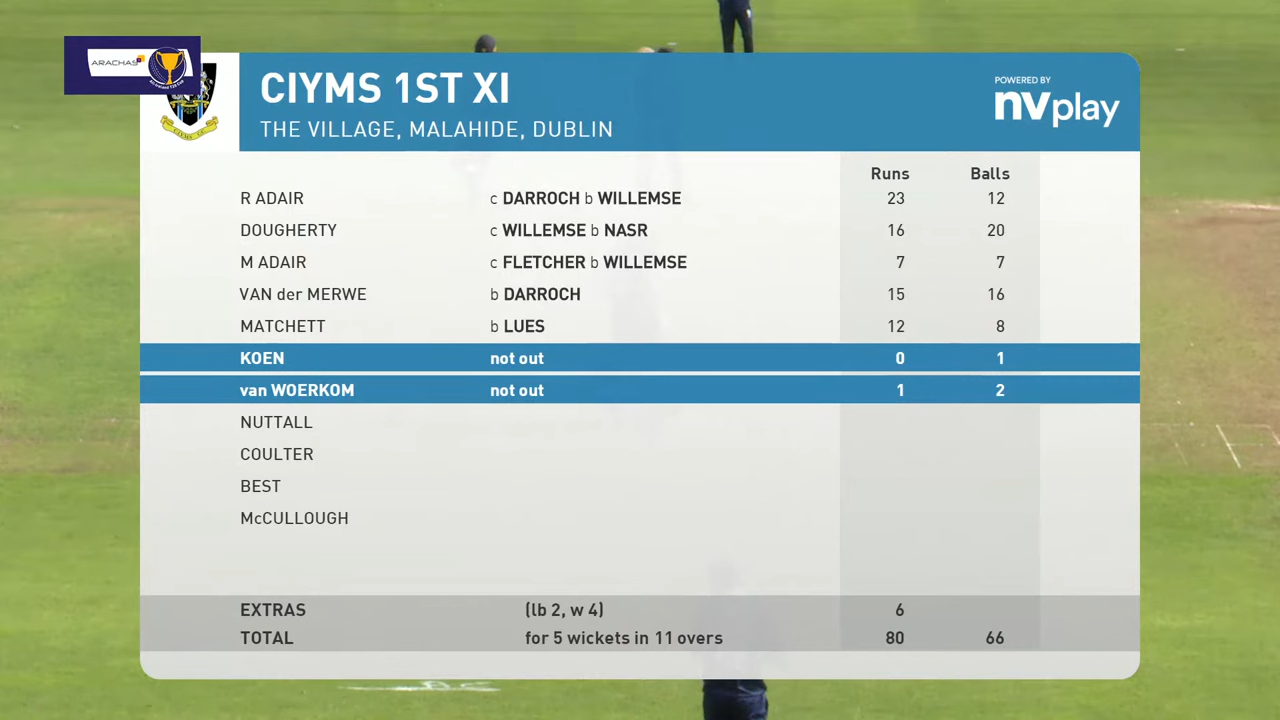 ARACHAS
CIYMS CC
CIYMS 1ST XI
THE VILLAGE, MALAHIDE, DUBLIN
POWERED BY
nvplay
Runs Balls
R ADAIR c DARROCH b WILLEMSE 23 12
DOUGHERTY c WILLEMSE b NASR 16 20
M ADAIR c FLETCHER b WILLEMSE 7 7
VAN der MERWE b DARROCH 15 16
MATCHETT b LUES 12 8
KOEN not out 0 1
van WOERKOM not out 1 2
NUTTALL
COULTER
BEST
McCULLOUGH
EXTRAS (lb 2, w 4) 6
TOTAL for 5 wickets in 11 overs 80 66